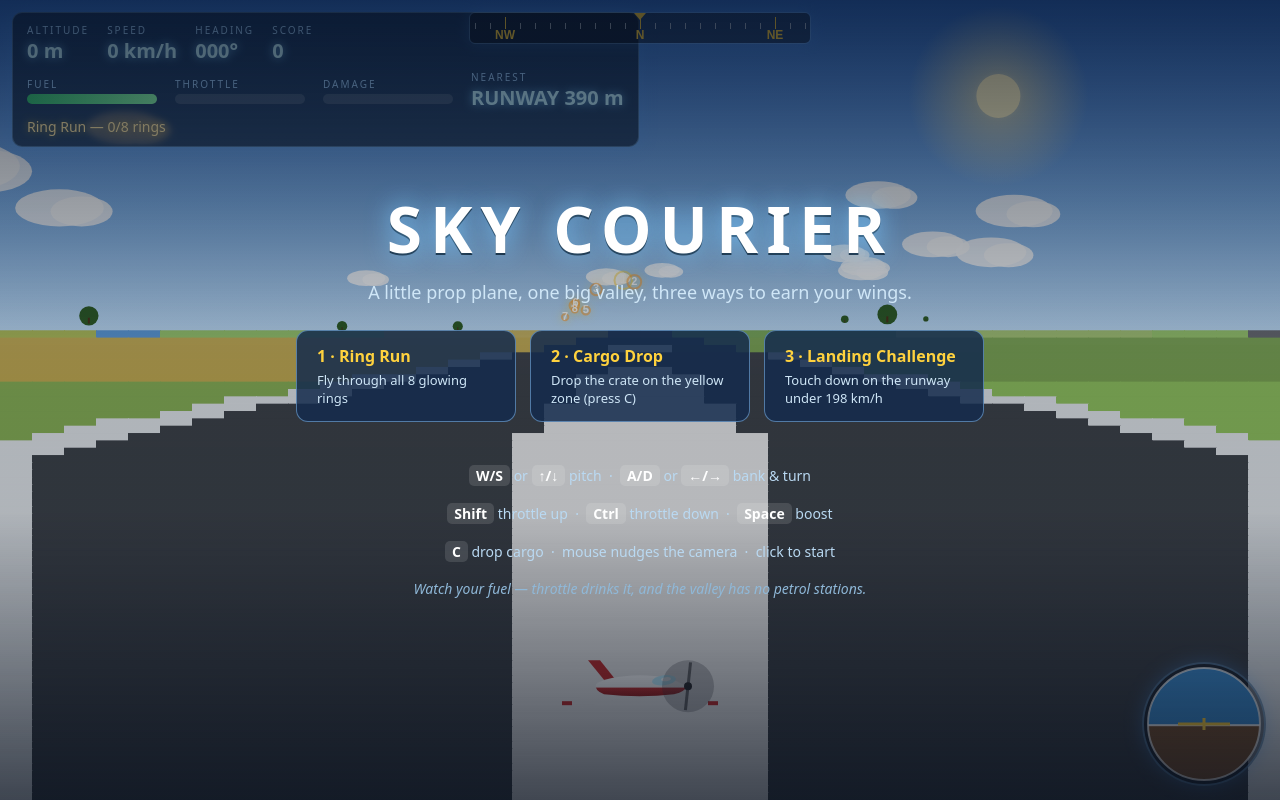 ALTITUDE SPEED HEADING SCORE
0 m 0 km/h 000° 0
FUEL THROTTLE DAMAGE NEAREST
RUNWAY 390 m
Ring Run — 0/8 rings
NW N NE
SKY COURIER
2
7 8 5
A little prop plane, one big valley, three ways to earn your wings.
1 · Ring Run
Fly through all 8 glowing
rings
2 · Cargo Drop
Drop the crate on the yellow
zone (press C)
3 · Landing Challenge
Touch down on the runway
under 198 km/h
W/S or ↑/↓ pitch · A/D or ←/→ bank & turn
Shift throttle up · Ctrl throttle down · Space boost
C drop cargo · mouse nudges the camera · click to start
Watch your fuel — throttle drinks it, and the valley has no petrol stations.